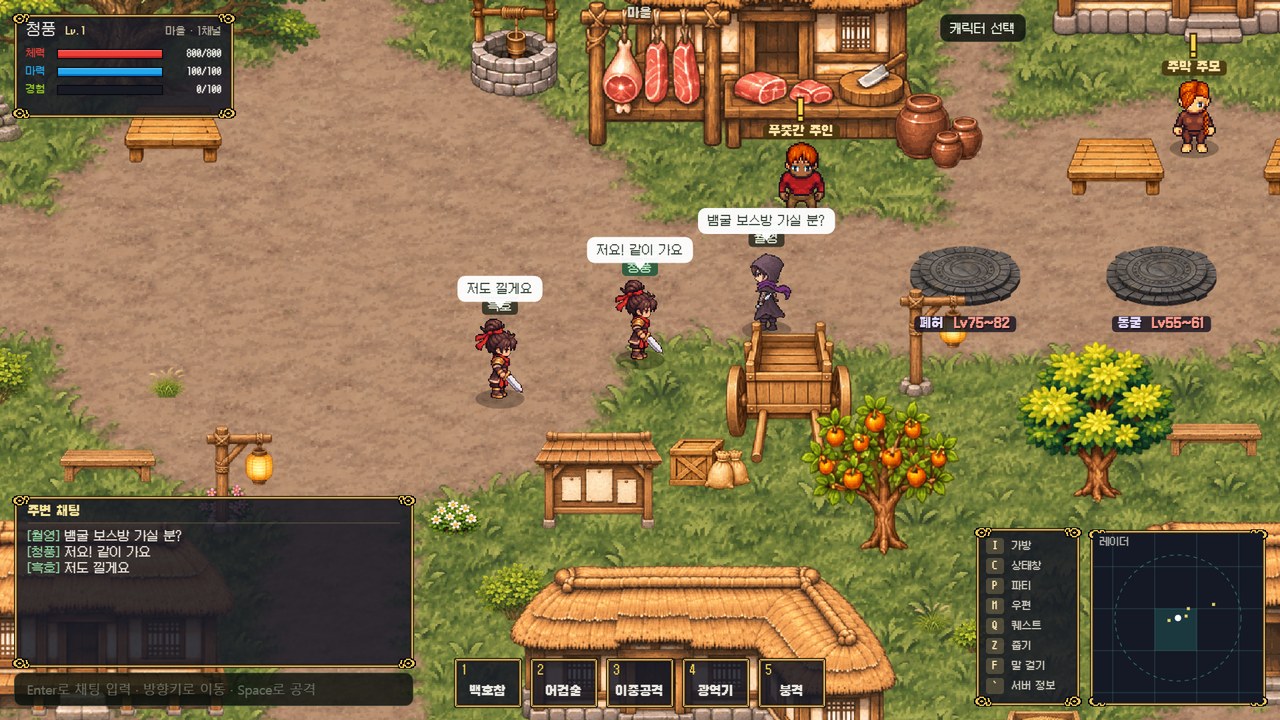 청풍 Lv.1 마을 · 1채널
체력 800/800
마력 100/100
경험 0/100
마을
캐릭터 선택
주막 주모
푸줏간 주인
뱀굴 보스방 가실 분?
월영
저요! 같이 가요
청풍
저도 낄게요
흑호
폐허 Lv75~82
동굴 Lv55~61
주변 채팅
[월영] 뱀굴 보스방 가실 분?
[청풍] 저요! 같이 가요
[흑호] 저도 낄게요
Enter로 채팅 입력 · 방향키로 이동 · Space로 공격
1 백호참
2 어검술
3 이중공격
4 광역기
5 봉격
I 가방
C 상태창
P 파티
M 우편
Q 퀘스트
Z 줍기
F 말 걸기
` 서버 정보
레이더